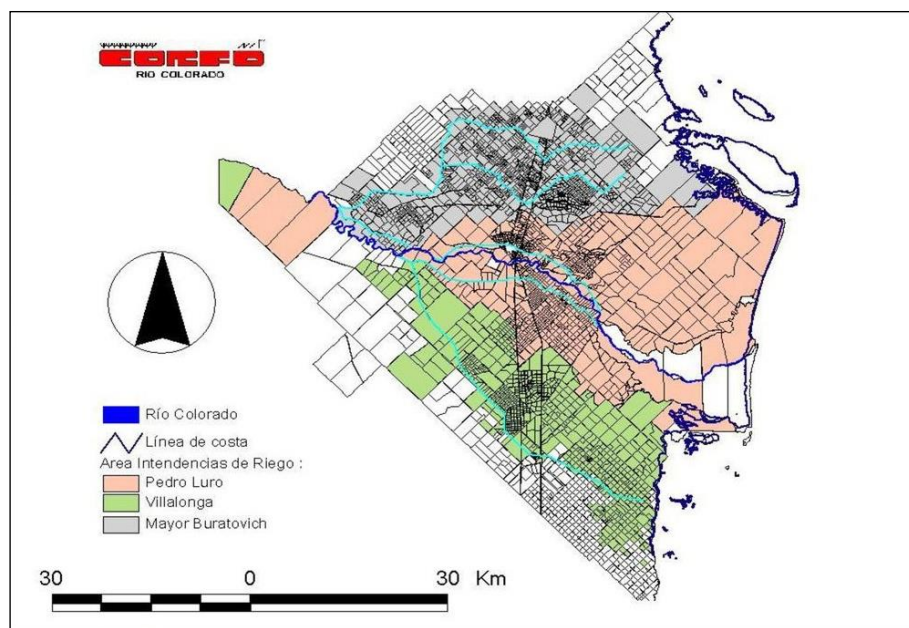 CORFO
RIO COLORADO
Río Colorado
Línea de costa
Area Intendencias de Riego :
Pedro Luro
Villalonga
Mayor Buratovich
30 0 30 Km